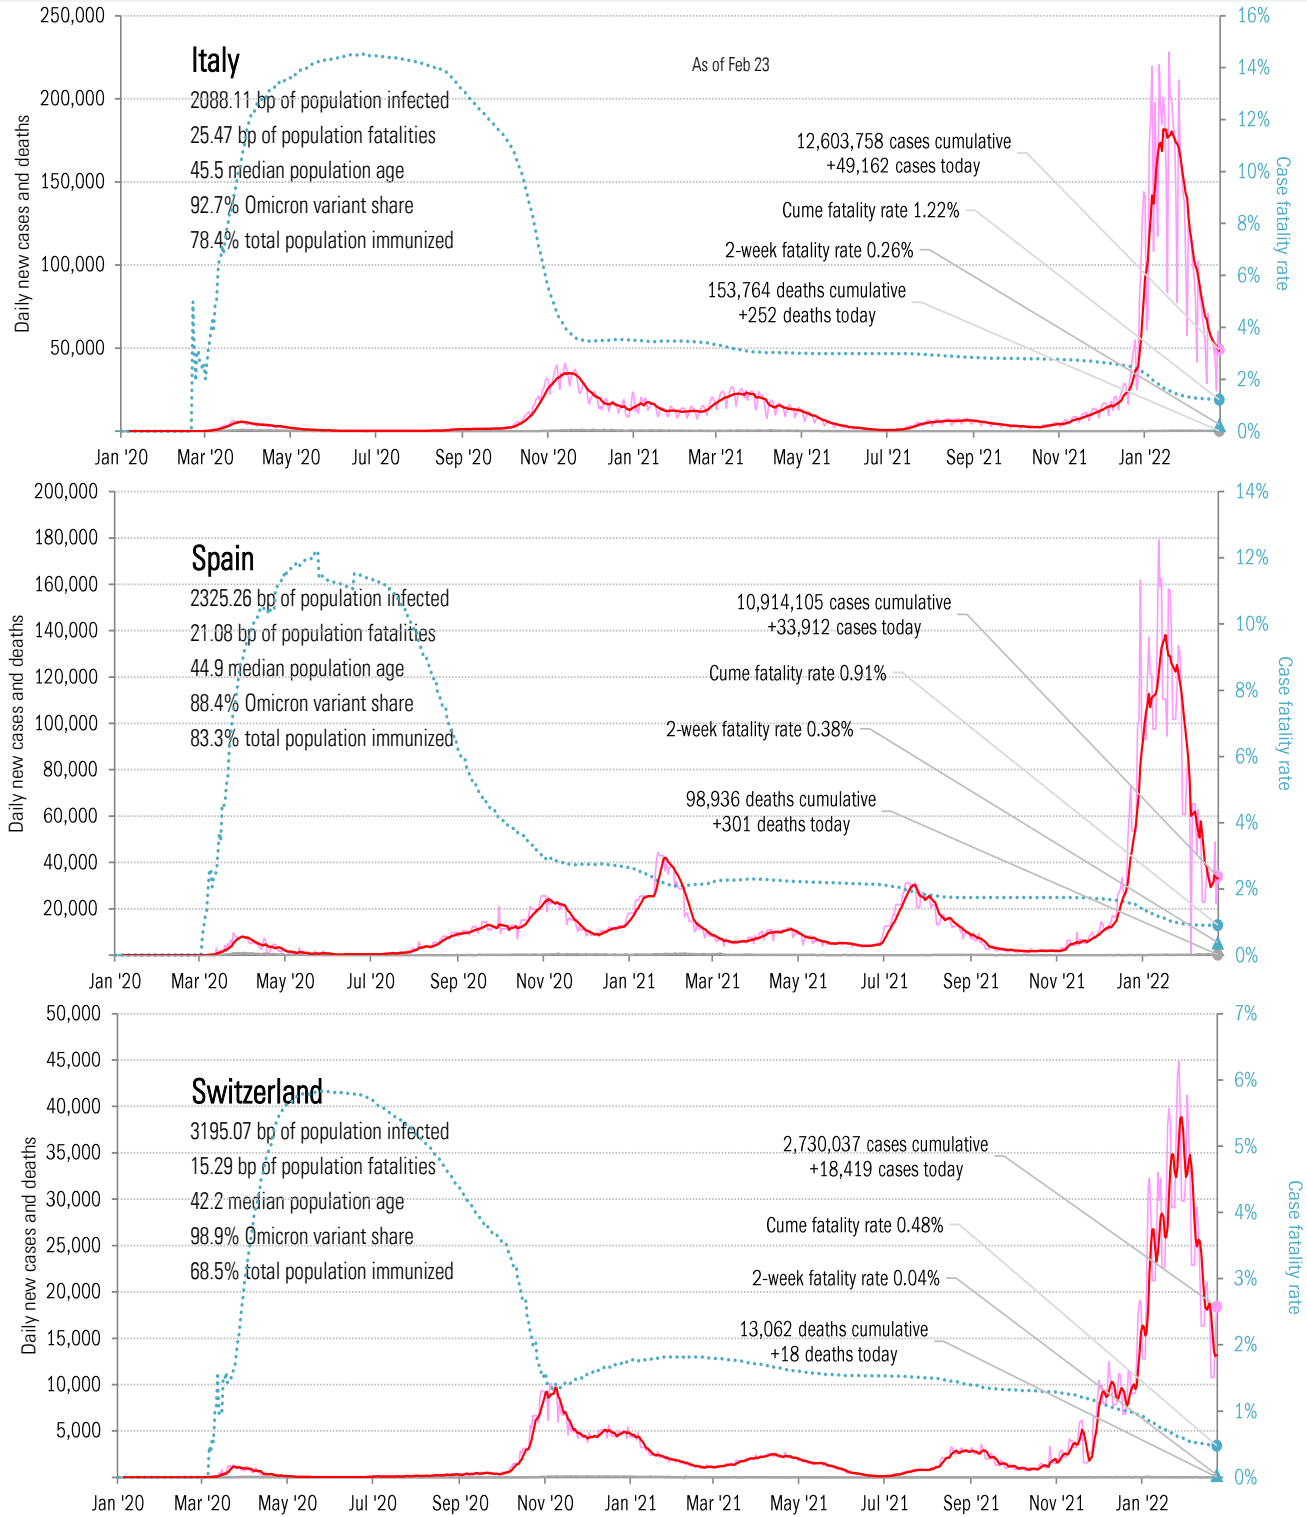 250,000
200,000
150,000
100,000
50,000
Daily new cases and deaths
Italy
2088.11 bp of population infected
25.47 bp of population fatalities
45.5 median population age
92.7% Omicron variant share
78.4% total population immunized
As of Feb 23
12,603,758 cases cumulative
+49,162 cases today
Cume fatality rate 1.22%
2-week fatality rate 0.26%
153,764 deaths cumulative
+252 deaths today
16%
14%
12%
10%
8%
6%
4%
2%
0%
Case fatality rate
Jan '20 Mar '20 May '20 Jul '20 Sep '20 Nov '20 Jan '21 Mar '21 May '21 Jul '21 Sep '21 Nov '21 Jan '22
200,000
180,000
160,000
140,000
120,000
100,000
80,000
60,000
40,000
20,000
Daily new cases and deaths
Spain
2325.26 bp of population infected
21.08 bp of population fatalities
44.9 median population age
88.4% Omicron variant share
83.3% total population immunized
10,914,105 cases cumulative
+33,912 cases today
Cume fatality rate 0.91%
2-week fatality rate 0.38%
98,936 deaths cumulative
+301 deaths today
14%
12%
10%
8%
6%
4%
2%
0%
Case fatality rate
Jan '20 Mar '20 May '20 Jul '20 Sep '20 Nov '20 Jan '21 Mar '21 May '21 Jul '21 Sep '21 Nov '21 Jan '22
50,000
45,000
40,000
35,000
30,000
25,000
20,000
15,000
10,000
5,000
Daily new cases and deaths
Switzerland
3195.07 bp of population infected
15.29 bp of population fatalities
42.2 median population age
98.9% Omicron variant share
68.5% total population immunized
2,730,037 cases cumulative
+18,419 cases today
Cume fatality rate 0.48%
2-week fatality rate 0.04%
13,062 deaths cumulative
+18 deaths today
7%
6%
5%
4%
3%
2%
1%
0%
Case fatality rate
Jan '20 Mar '20 May '20 Jul '20 Sep '20 Nov '20 Jan '21 Mar '21 May '21 Jul '21 Sep '21 Nov '21 Jan '22